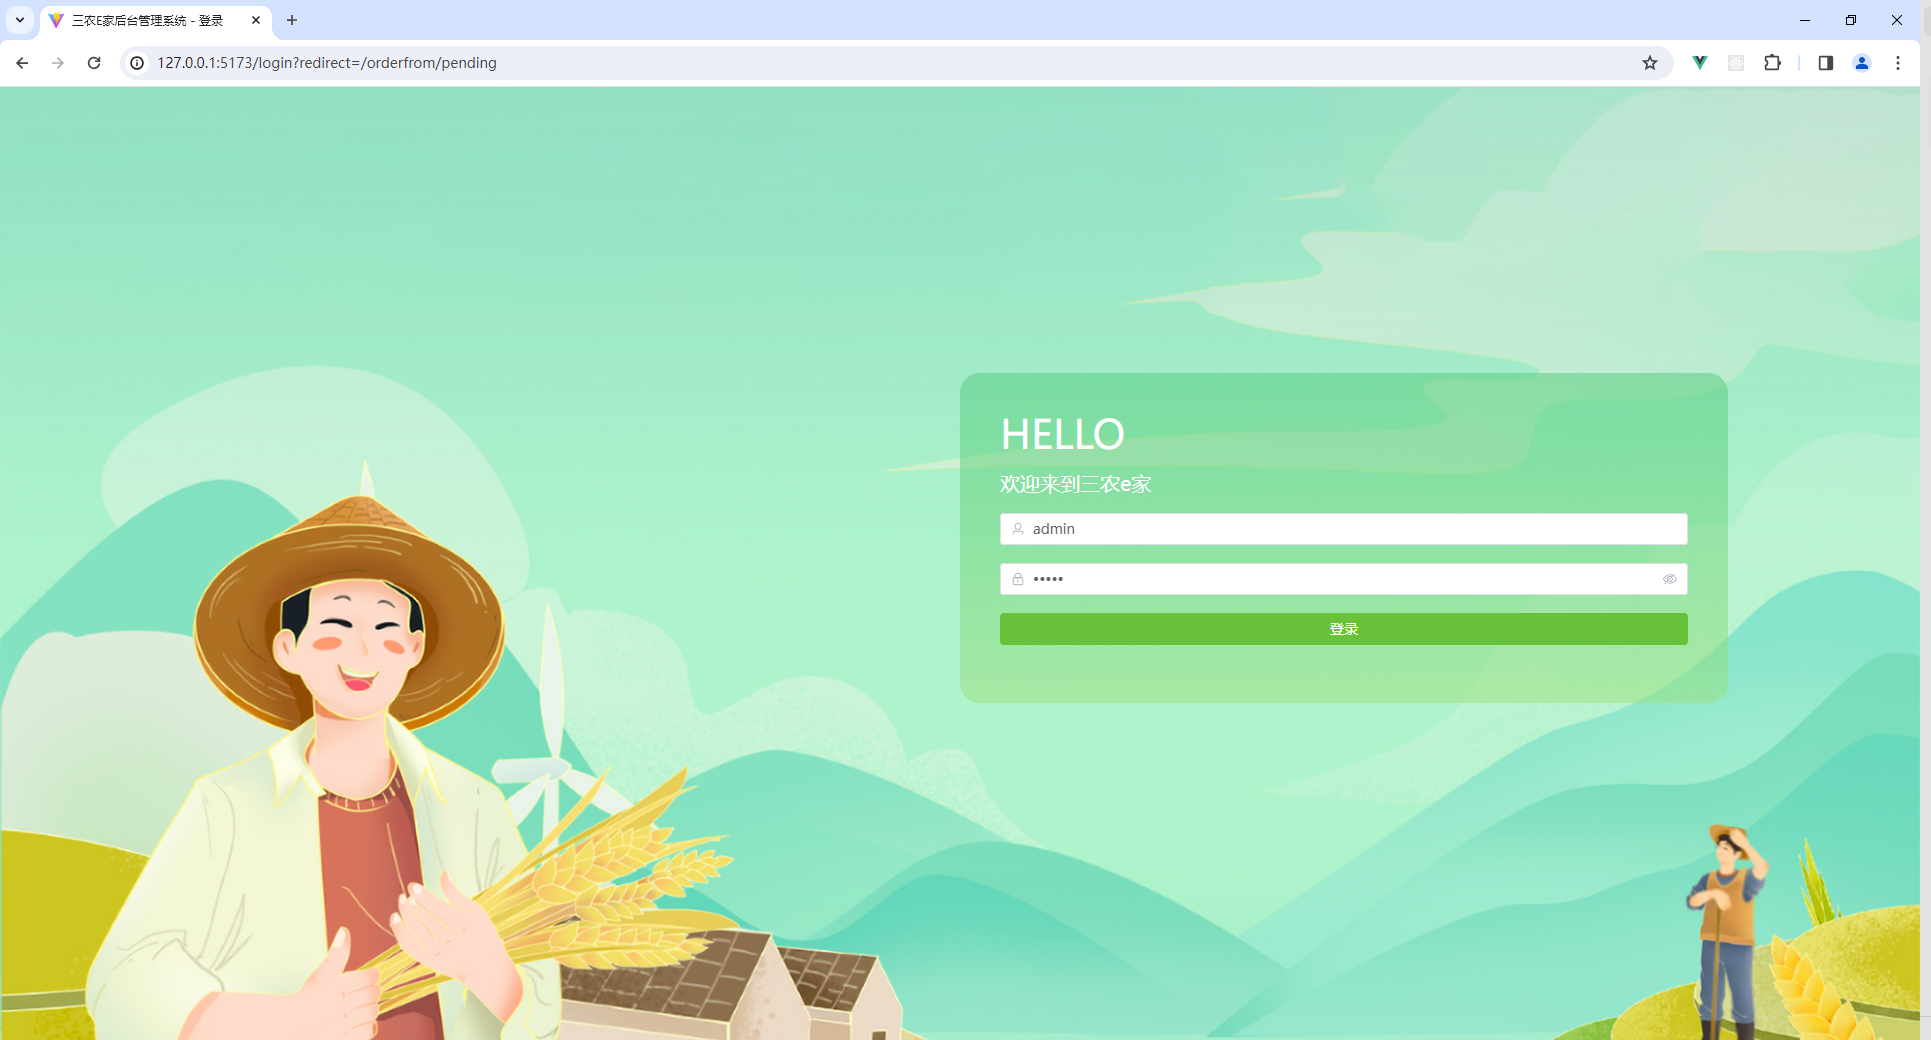 三农E家后台管理系统 - 登录
127.0.0.1:5173/login?redirect=/orderfrom/pending
HELLO
欢迎来到三农e家
admin
•••••
登录